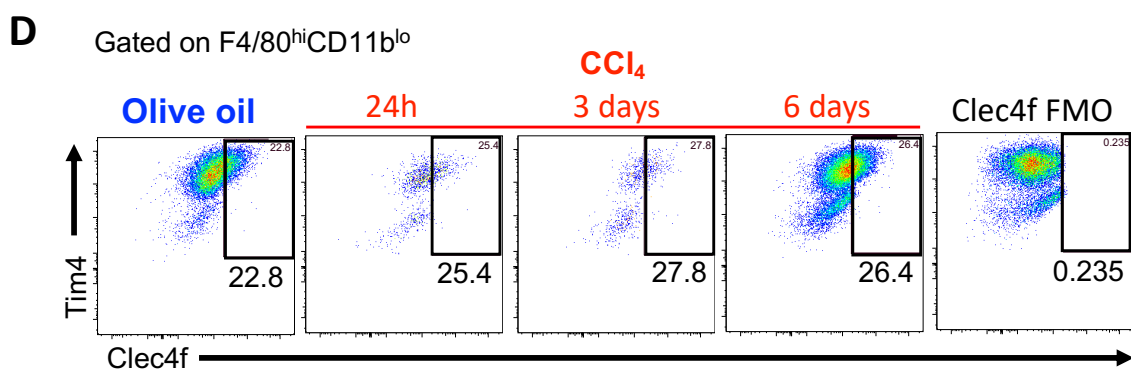 D
Gated on F4/80hiCD11blo
CCl4
Olive oil
24h
3 days
6 days
Clec4f FMO
22.8
25.4
27.8
26.4
0.235
22.8
25.4
27.8
26.4
0.235
Tim4
Clec4f